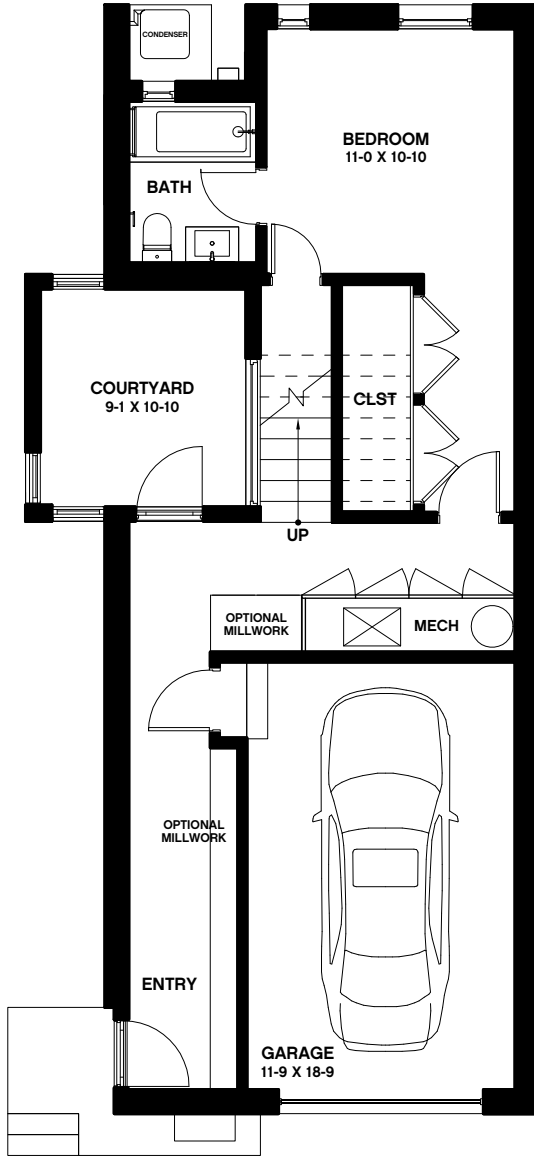 CONDENSER
BEDROOM
11-0 X 10-10
BATH
COURTYARD
9-1 X 10-10
CLST
UP
OPTIONAL
MILLWORK
MECH
OPTIONAL
MILLWORK
ENTRY
GARAGE
11-9 X 18-9